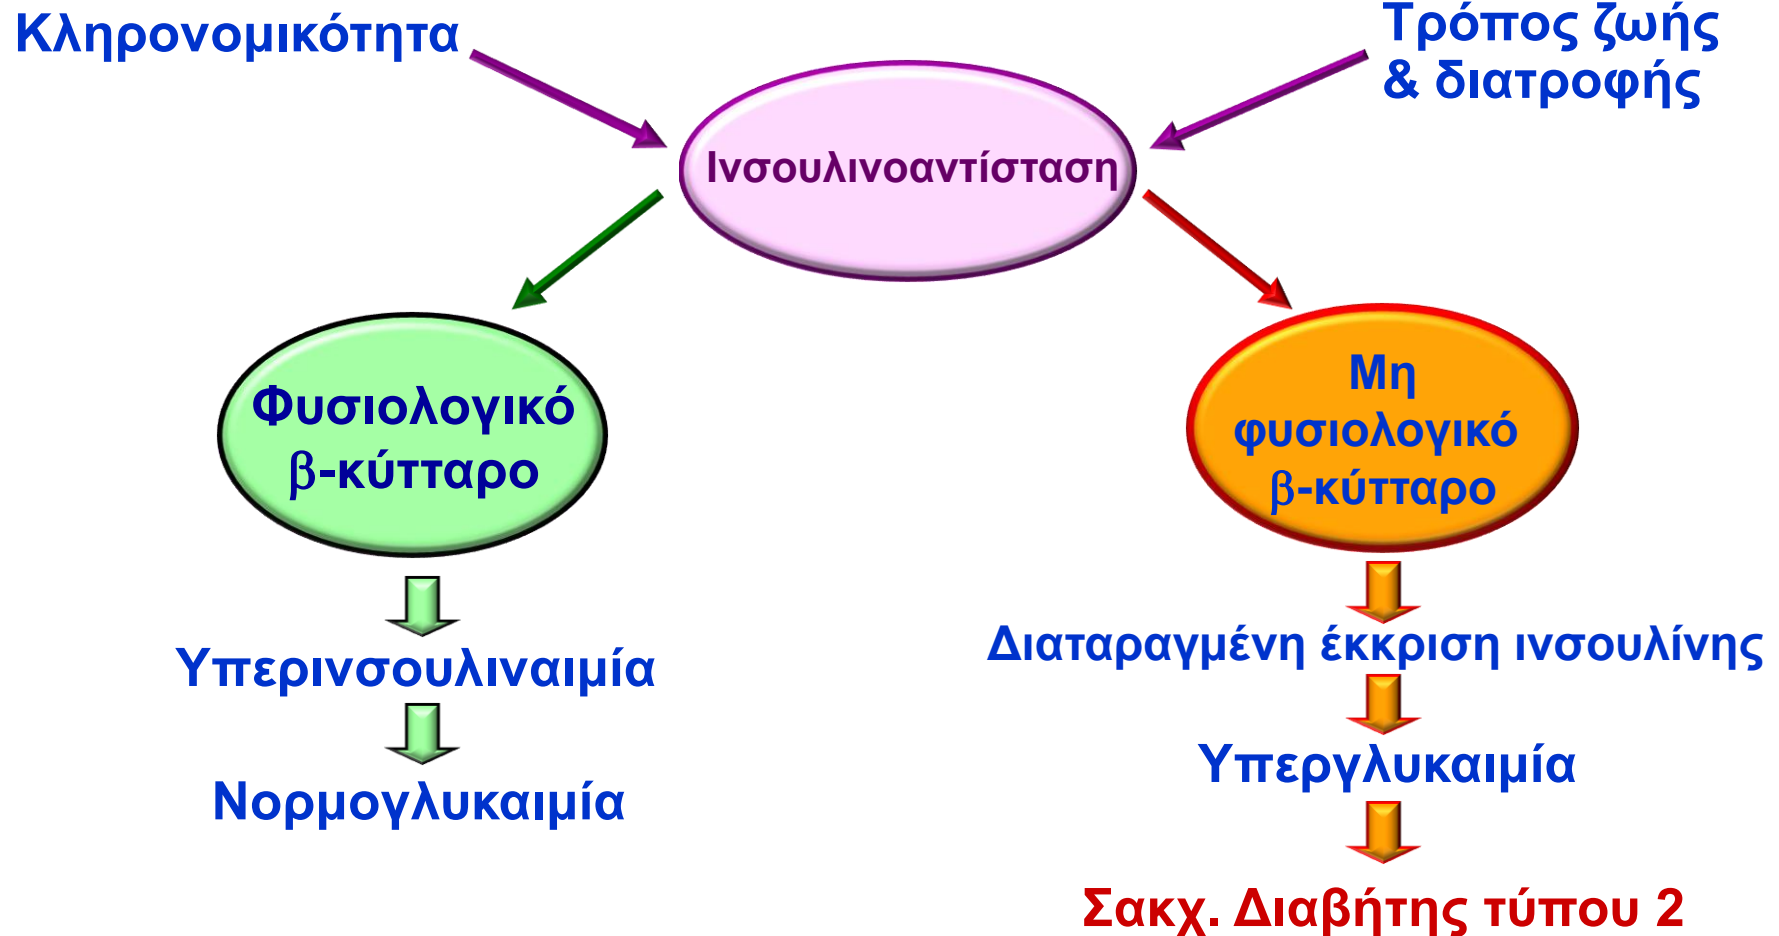 Κληρονομικότητα
Τρόπος ζωής
& διατροφής
Ινσουλινοαντίσταση
Φυσιολογικό
β-κύτταρο
Μη
φυσιολογικό
β-κύτταρο
Υπερινσουλιναιμία
Νορμογλυκαιμία
Διαταραγμένη έκκριση ινσουλίνης
Υπεργλυκαιμία
Σακχ. Διαβήτης τύπου 2